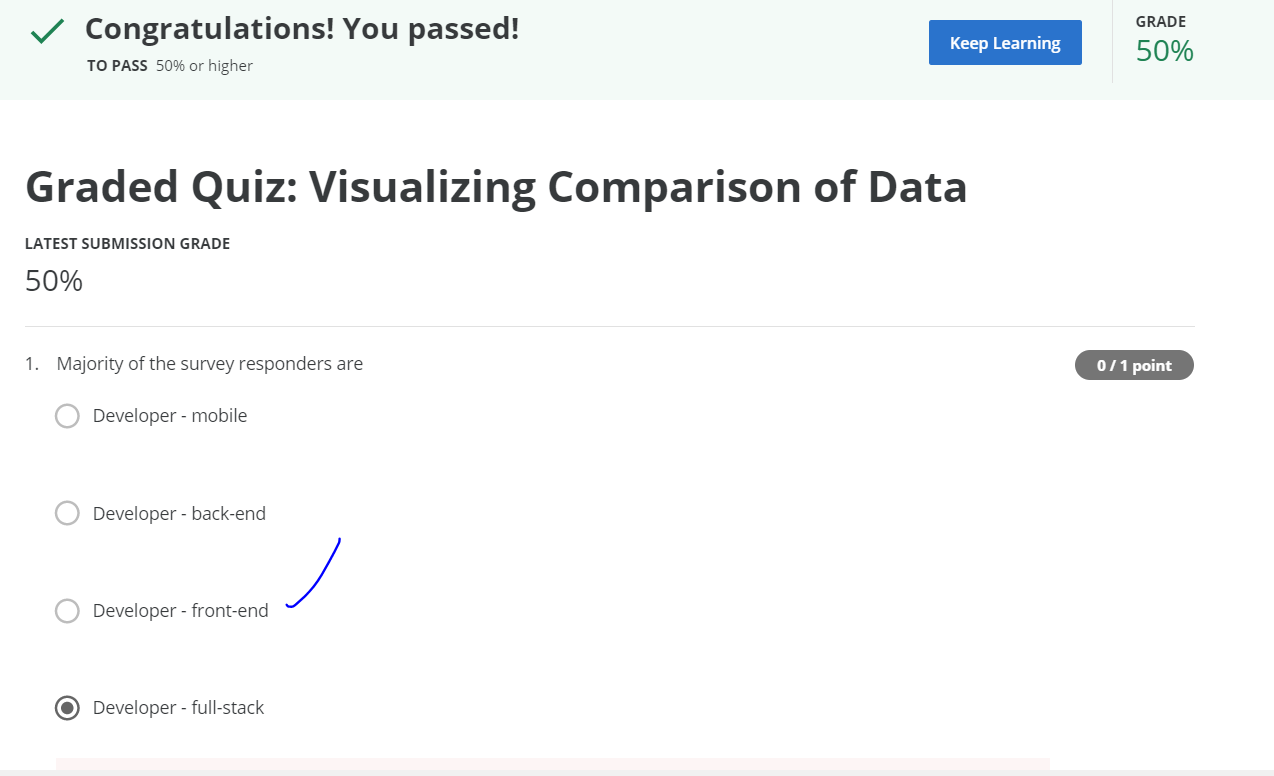 Congratulations! You passed!
TO PASS 50% or higher
Keep Learning
GRADE
50%
Graded Quiz: Visualizing Comparison of Data
LATEST SUBMISSION GRADE
50%
1. Majority of the survey responders are
0 / 1 point
Developer - mobile
Developer - back-end
Developer - front-end
Developer - full-stack